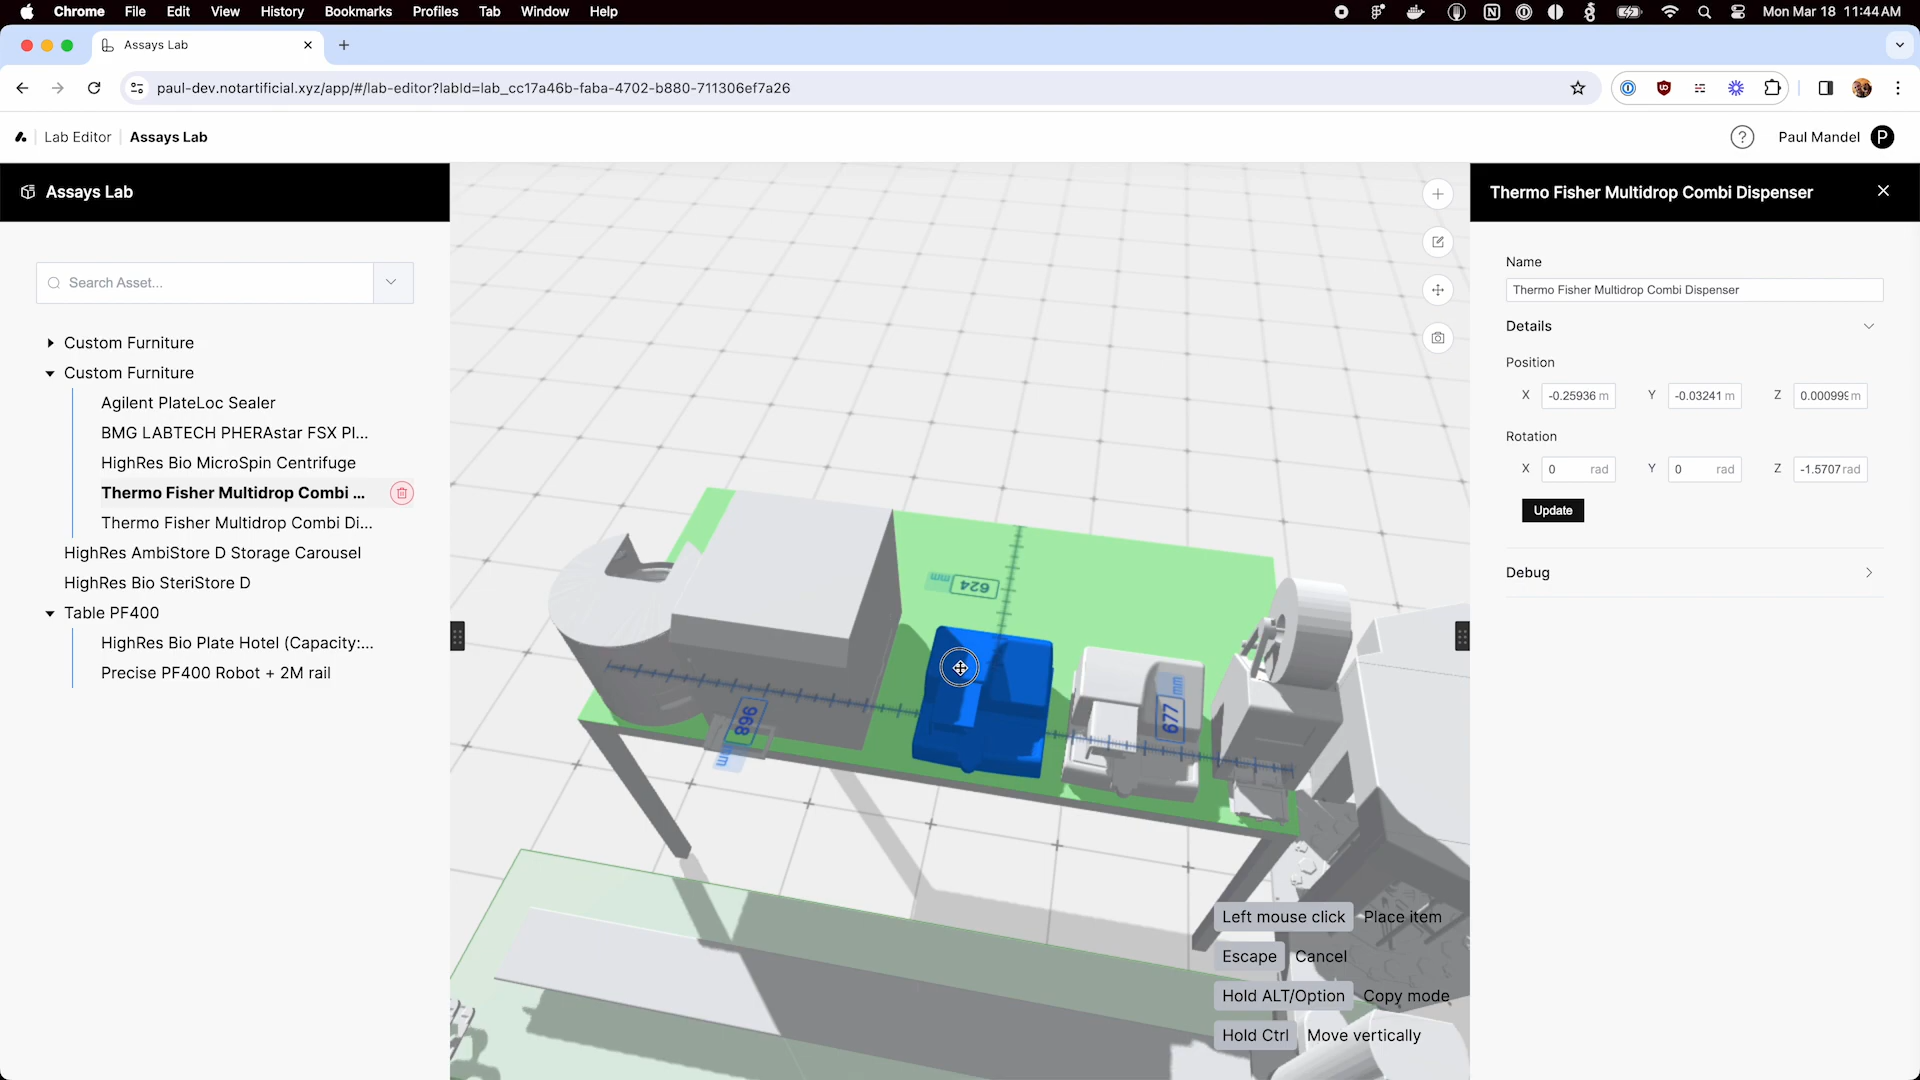 Chrome File Edit View History Bookmarks Profiles Tab Window Help Mon Mar 18 11:44 AM
Assays Lab
paul-dev.notartificial.xyz/app/#/lab-editor?labId=lab_cc17a46b-faba-4702-b880-711306ef7a26
Lab Editor Assays Lab ? Paul Mandel P
Assays Lab
Search Asset...
Custom Furniture
Custom Furniture
Agilent PlateLoc Sealer
BMG LABTECH PHERAstar FSX Pl...
HighRes Bio MicroSpin Centrifuge
Thermo Fisher Multidrop Combi ...
Thermo Fisher Multidrop Combi Di...
HighRes AmbiStore D Storage Carousel
HighRes Bio SteriStore D
Table PF400
HighRes Bio Plate Hotel (Capacity:...
Precise PF400 Robot + 2M rail
624 mm
968 mm
677 mm
Left mouse click Place item
Escape Cancel
Hold ALT/Option Copy mode
Hold Ctrl Move vertically
Thermo Fisher Multidrop Combi Dispenser
Name
Thermo Fisher Multidrop Combi Dispenser
Details
Position
X -0.25936 m Y -0.03241 m Z 0.000999 m
Rotation
X 0 rad Y 0 rad Z -1.5707 rad
Update
Debug